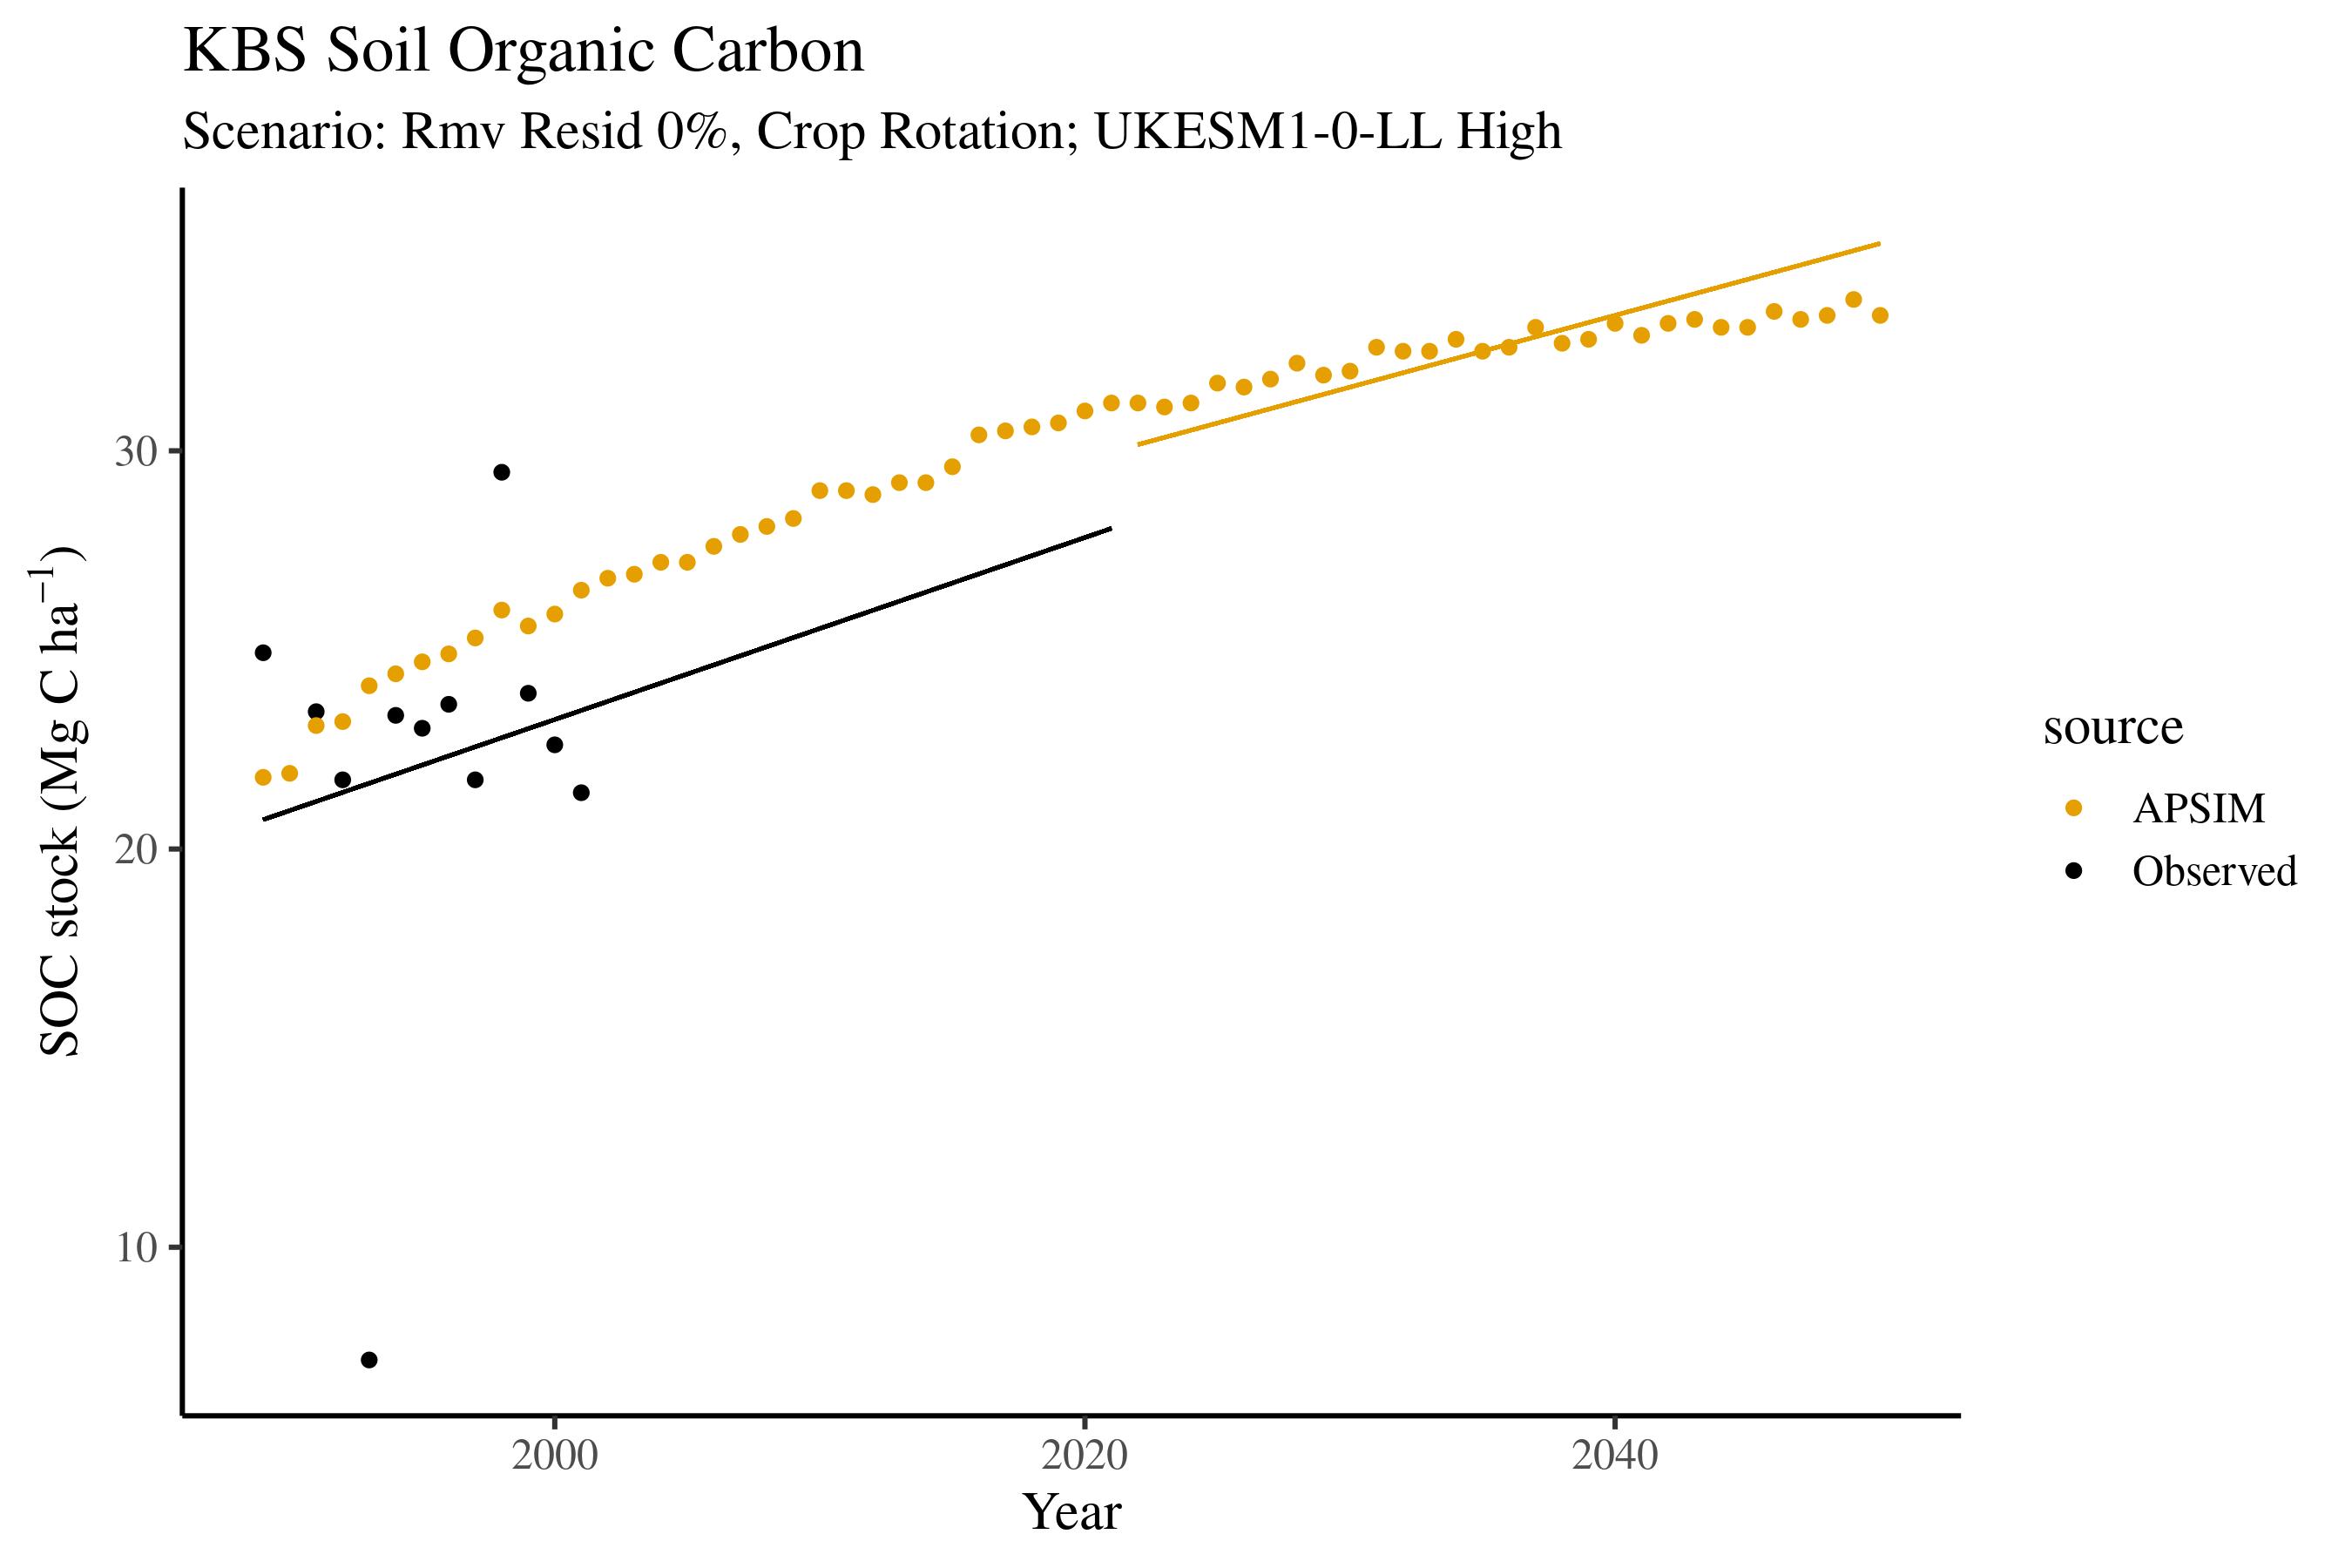 KBS Soil Organic Carbon
Scenario: Rmv Resid 0%, Crop Rotation; UKESM1-0-LL High
SOC stock (Mg C ha⁻¹)
30
20
10
2000
2020
2040
Year
source
APSIM
Observed